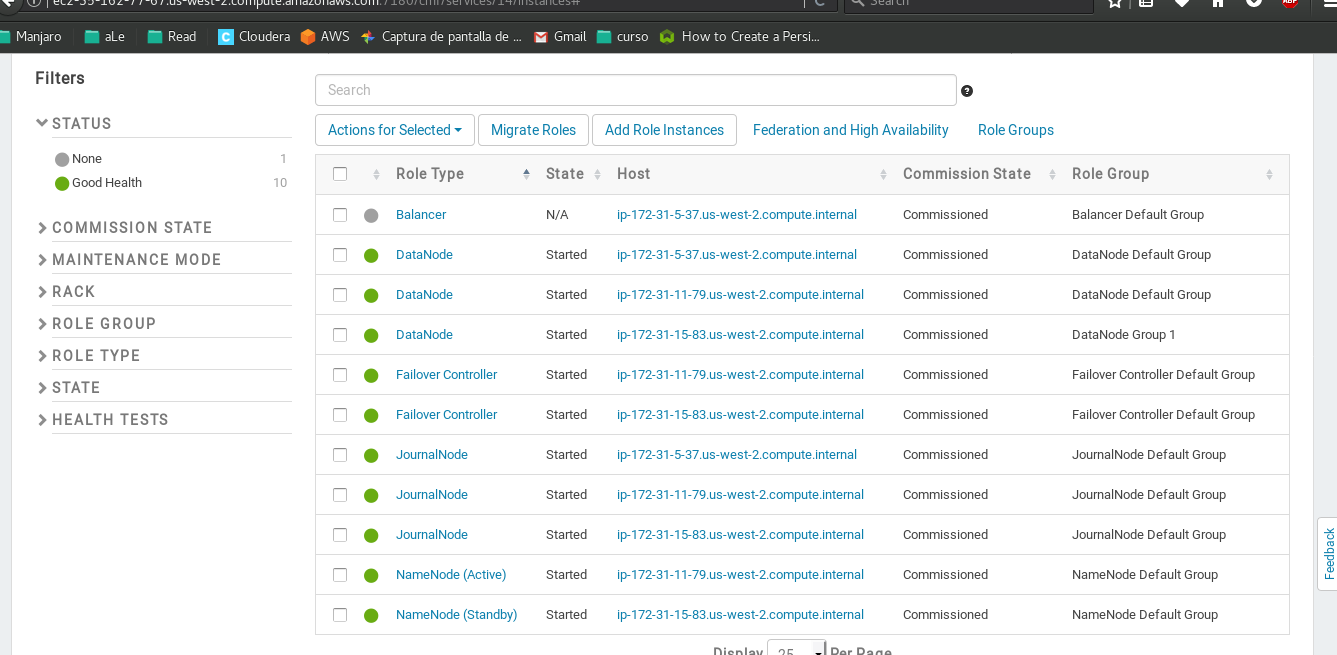 ec2-35-162-77-67.us-west-2.compute.amazonaws.com:7180/cmf/services/14/instances#
Search
Manjaro aLe Read Cloudera AWS Captura de pantalla de ... Gmail curso How to Create a Persi...
Filters
STATUS
None 1
Good Health 10
COMMISSION STATE
MAINTENANCE MODE
RACK
ROLE GROUP
ROLE TYPE
STATE
HEALTH TESTS
Search
Actions for Selected Migrate Roles Add Role Instances Federation and High Availability Role Groups
Role Type State Host Commission State Role Group
Balancer N/A ip-172-31-5-37.us-west-2.compute.internal Commissioned Balancer Default Group
DataNode Started ip-172-31-5-37.us-west-2.compute.internal Commissioned DataNode Default Group
DataNode Started ip-172-31-11-79.us-west-2.compute.internal Commissioned DataNode Default Group
DataNode Started ip-172-31-15-83.us-west-2.compute.internal Commissioned DataNode Group 1
Failover Controller Started ip-172-31-11-79.us-west-2.compute.internal Commissioned Failover Controller Default Group
Failover Controller Started ip-172-31-15-83.us-west-2.compute.internal Commissioned Failover Controller Default Group
JournalNode Started ip-172-31-5-37.us-west-2.compute.internal Commissioned JournalNode Default Group
JournalNode Started ip-172-31-11-79.us-west-2.compute.internal Commissioned JournalNode Default Group
JournalNode Started ip-172-31-15-83.us-west-2.compute.internal Commissioned JournalNode Default Group
NameNode (Active) Started ip-172-31-11-79.us-west-2.compute.internal Commissioned NameNode Default Group
NameNode (Standby) Started ip-172-31-15-83.us-west-2.compute.internal Commissioned NameNode Default Group
Display 25 Per Page
Feedback